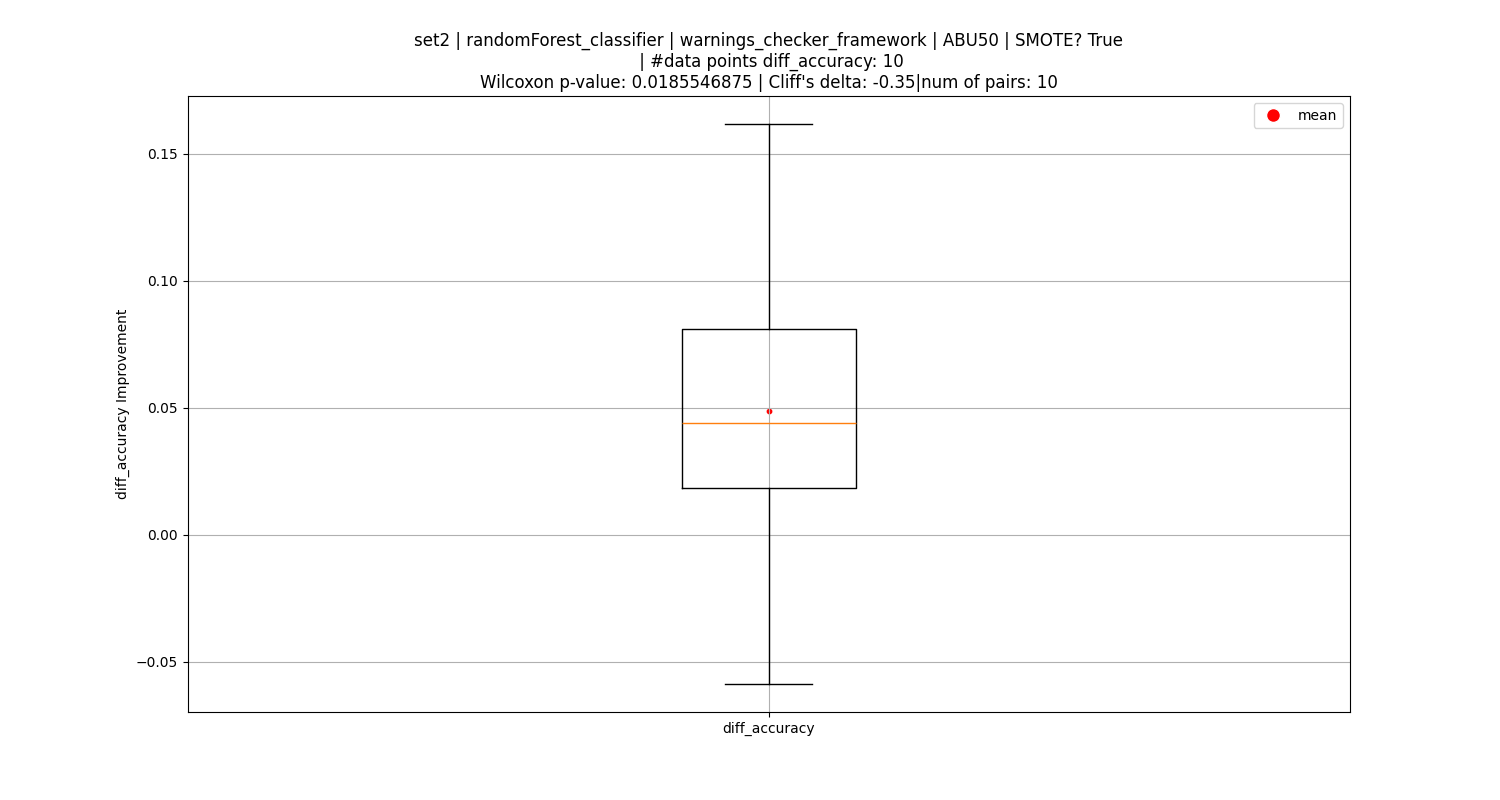 set2 | randomForest_classifier | warnings_checker_framework | ABU50 | SMOTE? True
| #data points diff_accuracy: 10
Wilcoxon p-value: 0.0185546875 | Cliff's delta: -0.35|num of pairs: 10
mean
0.15
0.10
0.05
0.00
−0.05
diff_accuracy Improvement
diff_accuracy